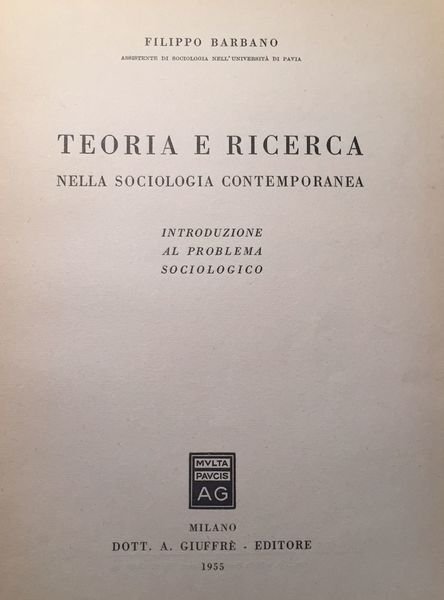 FILIPPO BARBANO
ASSISTENTE DI SOCIOLOGIA NELL'UNIVERSITÀ DI PAVIA
TEORIA E RICERCA
NELLA SOCIOLOGIA CONTEMPORANEA
INTRODUZIONE
AL PROBLEMA
SOCIOLOGICO
MVLTA
PAVCIS
AG
MILANO
DOTT. A. GIUFFRÈ - EDITORE
1955